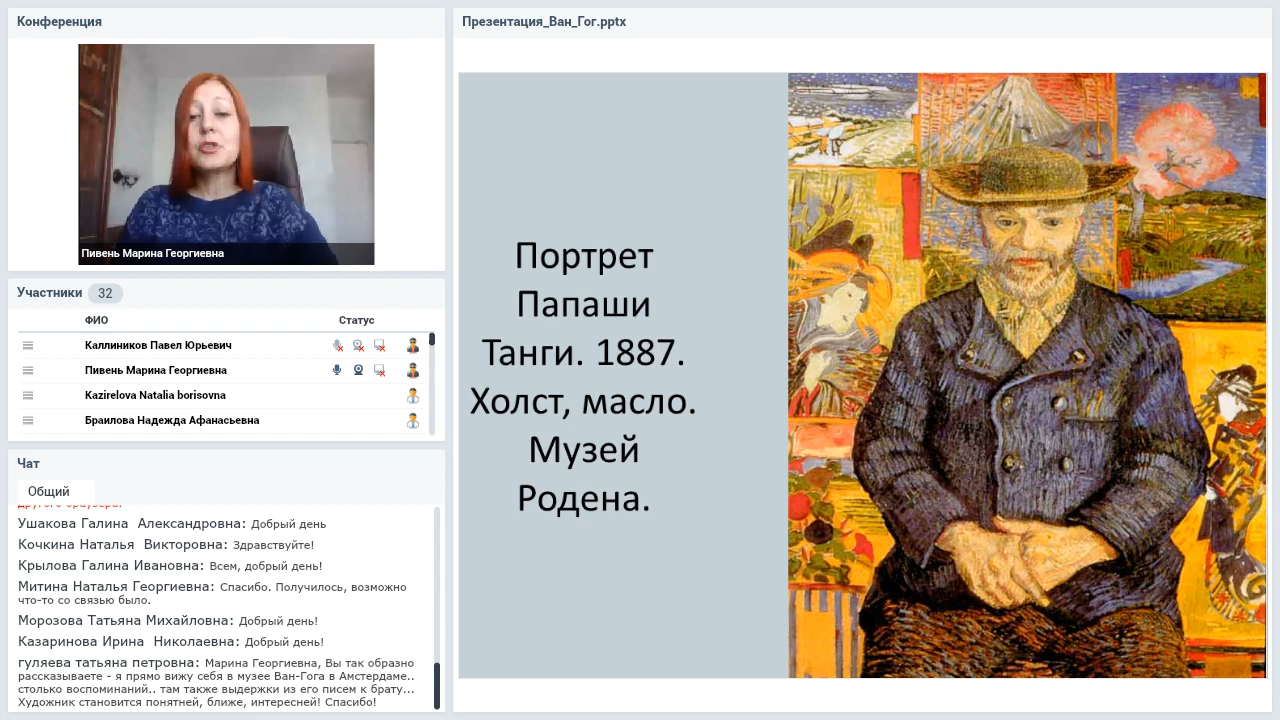 Конференция
Пивень Марина Георгиевна
Участники 32
ФИО Статус
Каллиников Павел Юрьевич
Пивень Марина Георгиевна
Kazirelova Natalia borisovna
Браилова Надежда Афанасьевна
Чат
Общий
другого браузера.
Ушакова Галина Александровна: Добрый день
Кочкина Наталья Викторовна: Здравствуйте!
Крылова Галина Ивановна: Всем, добрый день!
Митина Наталья Георгиевна: Спасибо. Получилось, возможно
что-то со связью было.
Морозова Татьяна Михайловна: Добрый день!
Казаринова Ирина Николаевна: Добрый день!
гуляева татьяна петровна: Марина Георгиевна, Вы так образно
рассказываете - я прямо вижу себя в музее Ван-Гога в Амстердаме..
столько воспоминаний.. там также выдержки из его писем к брату...
Художник становится понятней, ближе, интересней! Спасибо!
Презентация_Ван_Гог.pptx
Портрет
Папаши
Танги. 1887.
Холст, масло.
Музей
Родена.